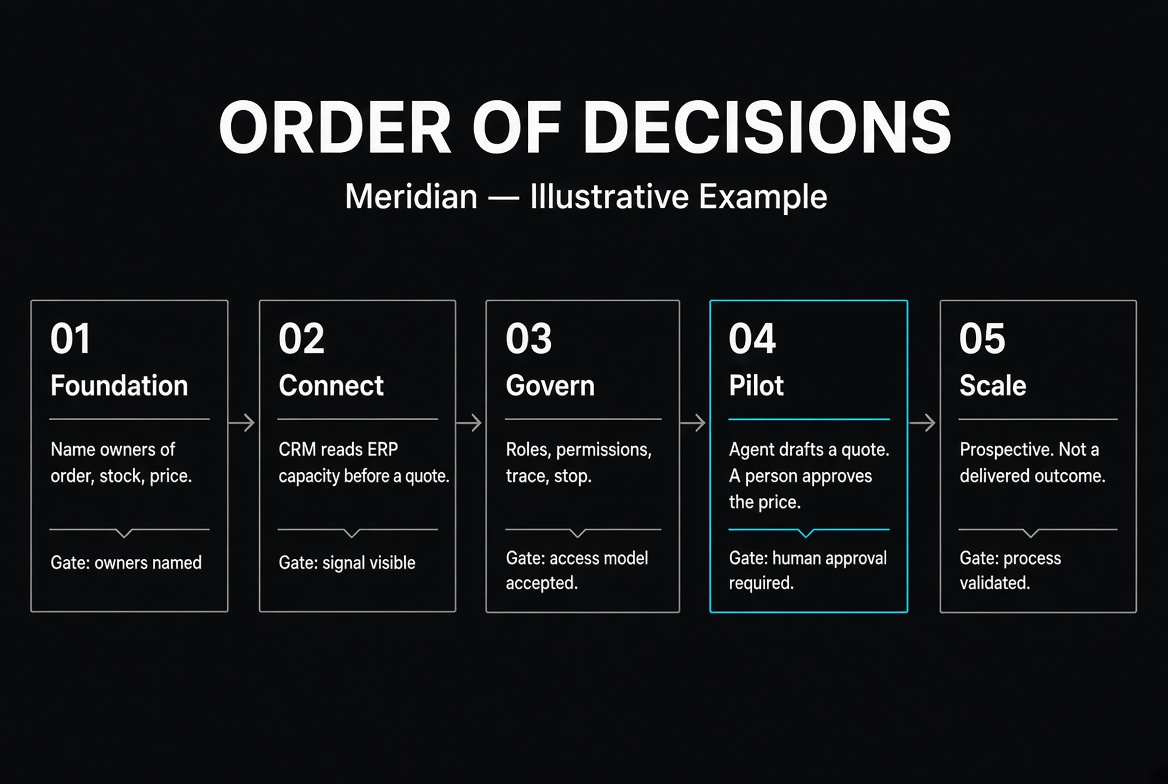 ORDER OF DECISIONS
Meridian — Illustrative Example
01
Foundation
Name owners of
order, stock, price.
Gate: owners named
02
Connect
CRM reads ERP
capacity before a quote.
Gate: signal visible
03
Govern
Roles, permissions,
trace, stop.
Gate: access model
accepted.
04
Pilot
Agent drafts a quote.
A person approves
the price.
Gate: human approval
required.
05
Scale
Prospective. Not a
delivered outcome.
Gate: process
validated.